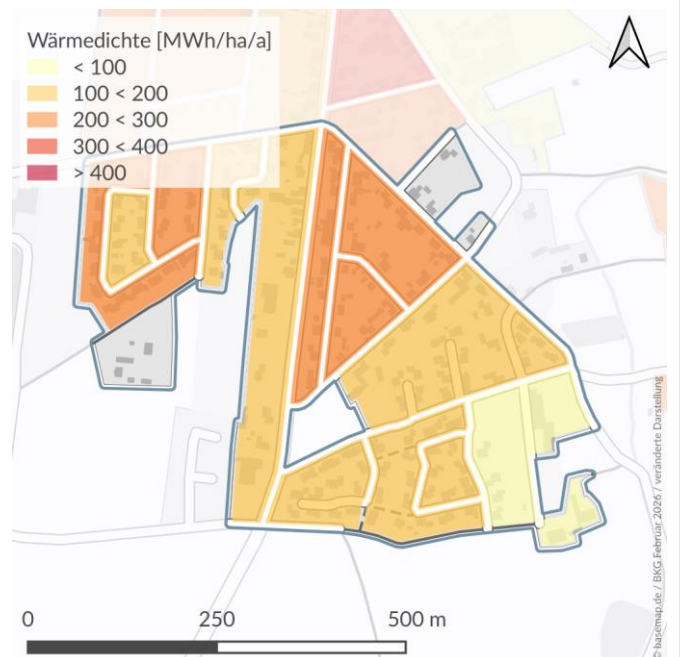 Wärmedichte [MWh/ha/a]
< 100
100 < 200
200 < 300
300 < 400
> 400
0 250 500 m
© basemap.de / BKG Februar 2026 / veränderte Darstellung